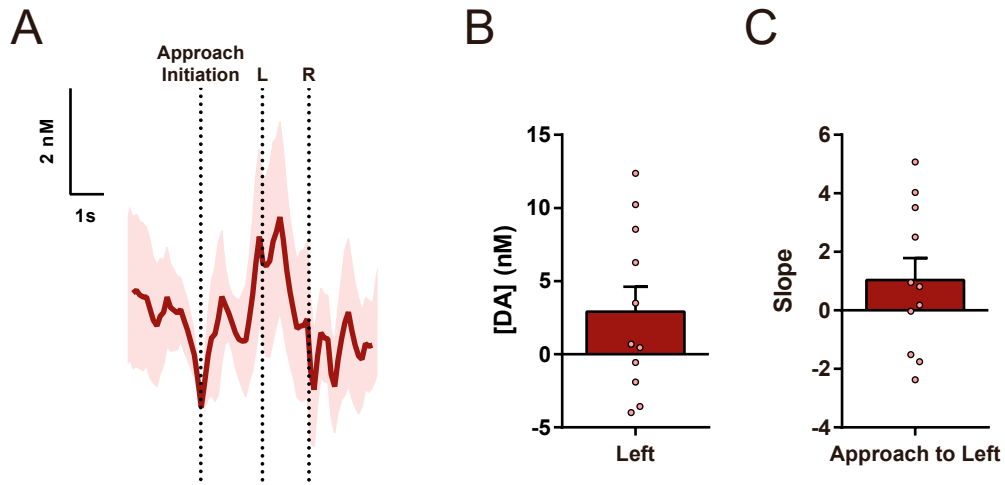 A
Approach
Initiation L R
2 nM
1s
B
[DA] (nM)
15
10
5
0
-5
Left
C
Slope
6
4
2
0
-2
-4
Approach to Left